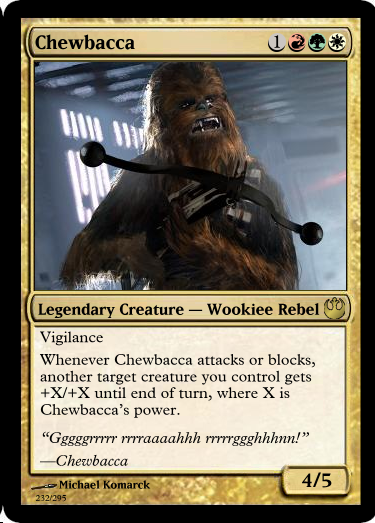 Chewbacca 1
Legendary Creature — Wookiee Rebel
Vigilance
Whenever Chewbacca attacks or blocks,
another target creature you control gets
+X/+X until end of turn, where X is
Chewbacca's power.
“Gggggrrrrr rrrraaaahhh rrrrrggghhhnn!”
—Chewbacca
4/5
Michael Komarck
232/295